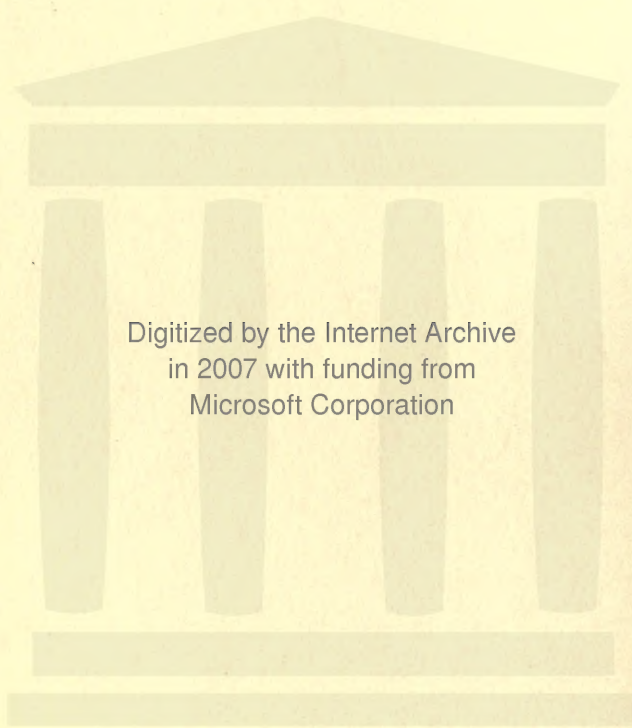 Digitized by the Internet Archive
in 2007 with funding from
Microsoft Corporation